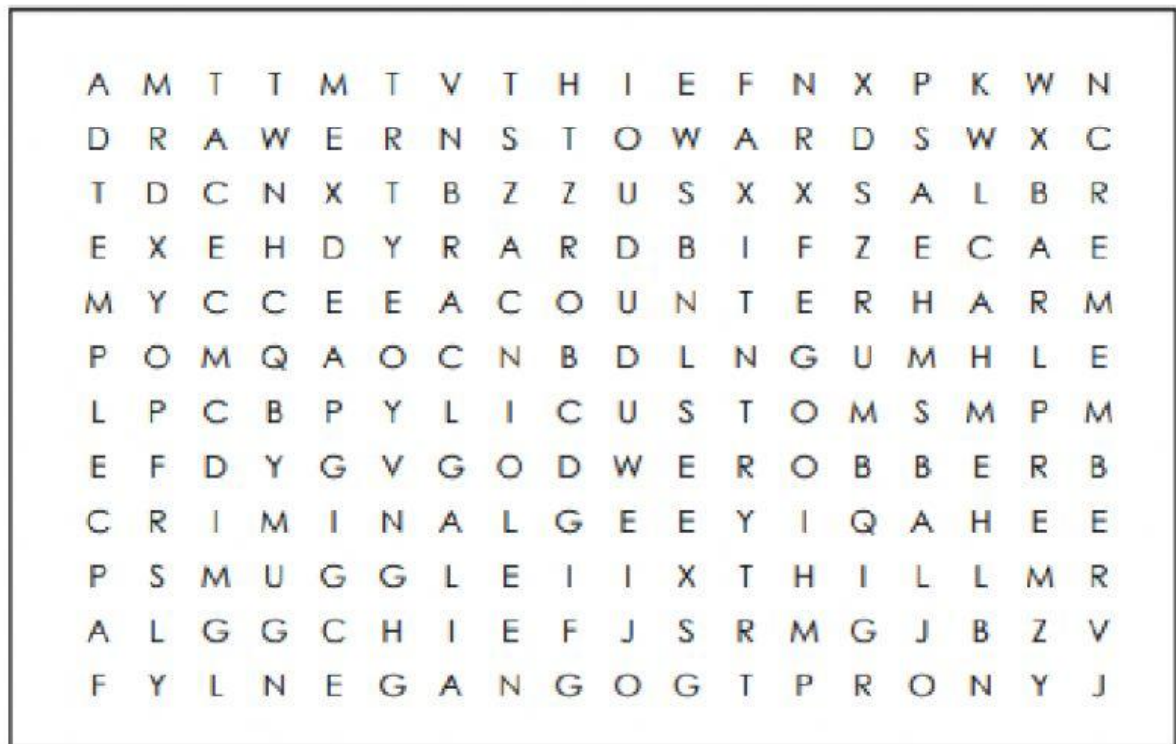 A M T T M T V T H I E F N X P K W N
D R A W E R N S T O W A R D S W X C
T D C N X T B Z Z U S X X S A L B R
E X E H D Y R A R D B I F Z E C A E
M Y C C E E A C O U N T E R H A R M
P O M Q A O C N B D L N G U M H L E
L P C B P Y L I C U S T O M S M P M
E F D Y G V G O D W E R O B B E R B
C R I M I N A L G E E Y I Q A H E E
P S M U G G L E I I X T H I L L M R
A L G G C H I E F J S R M G J B Z V
F Y L N E G A N G O G T P R O N Y J